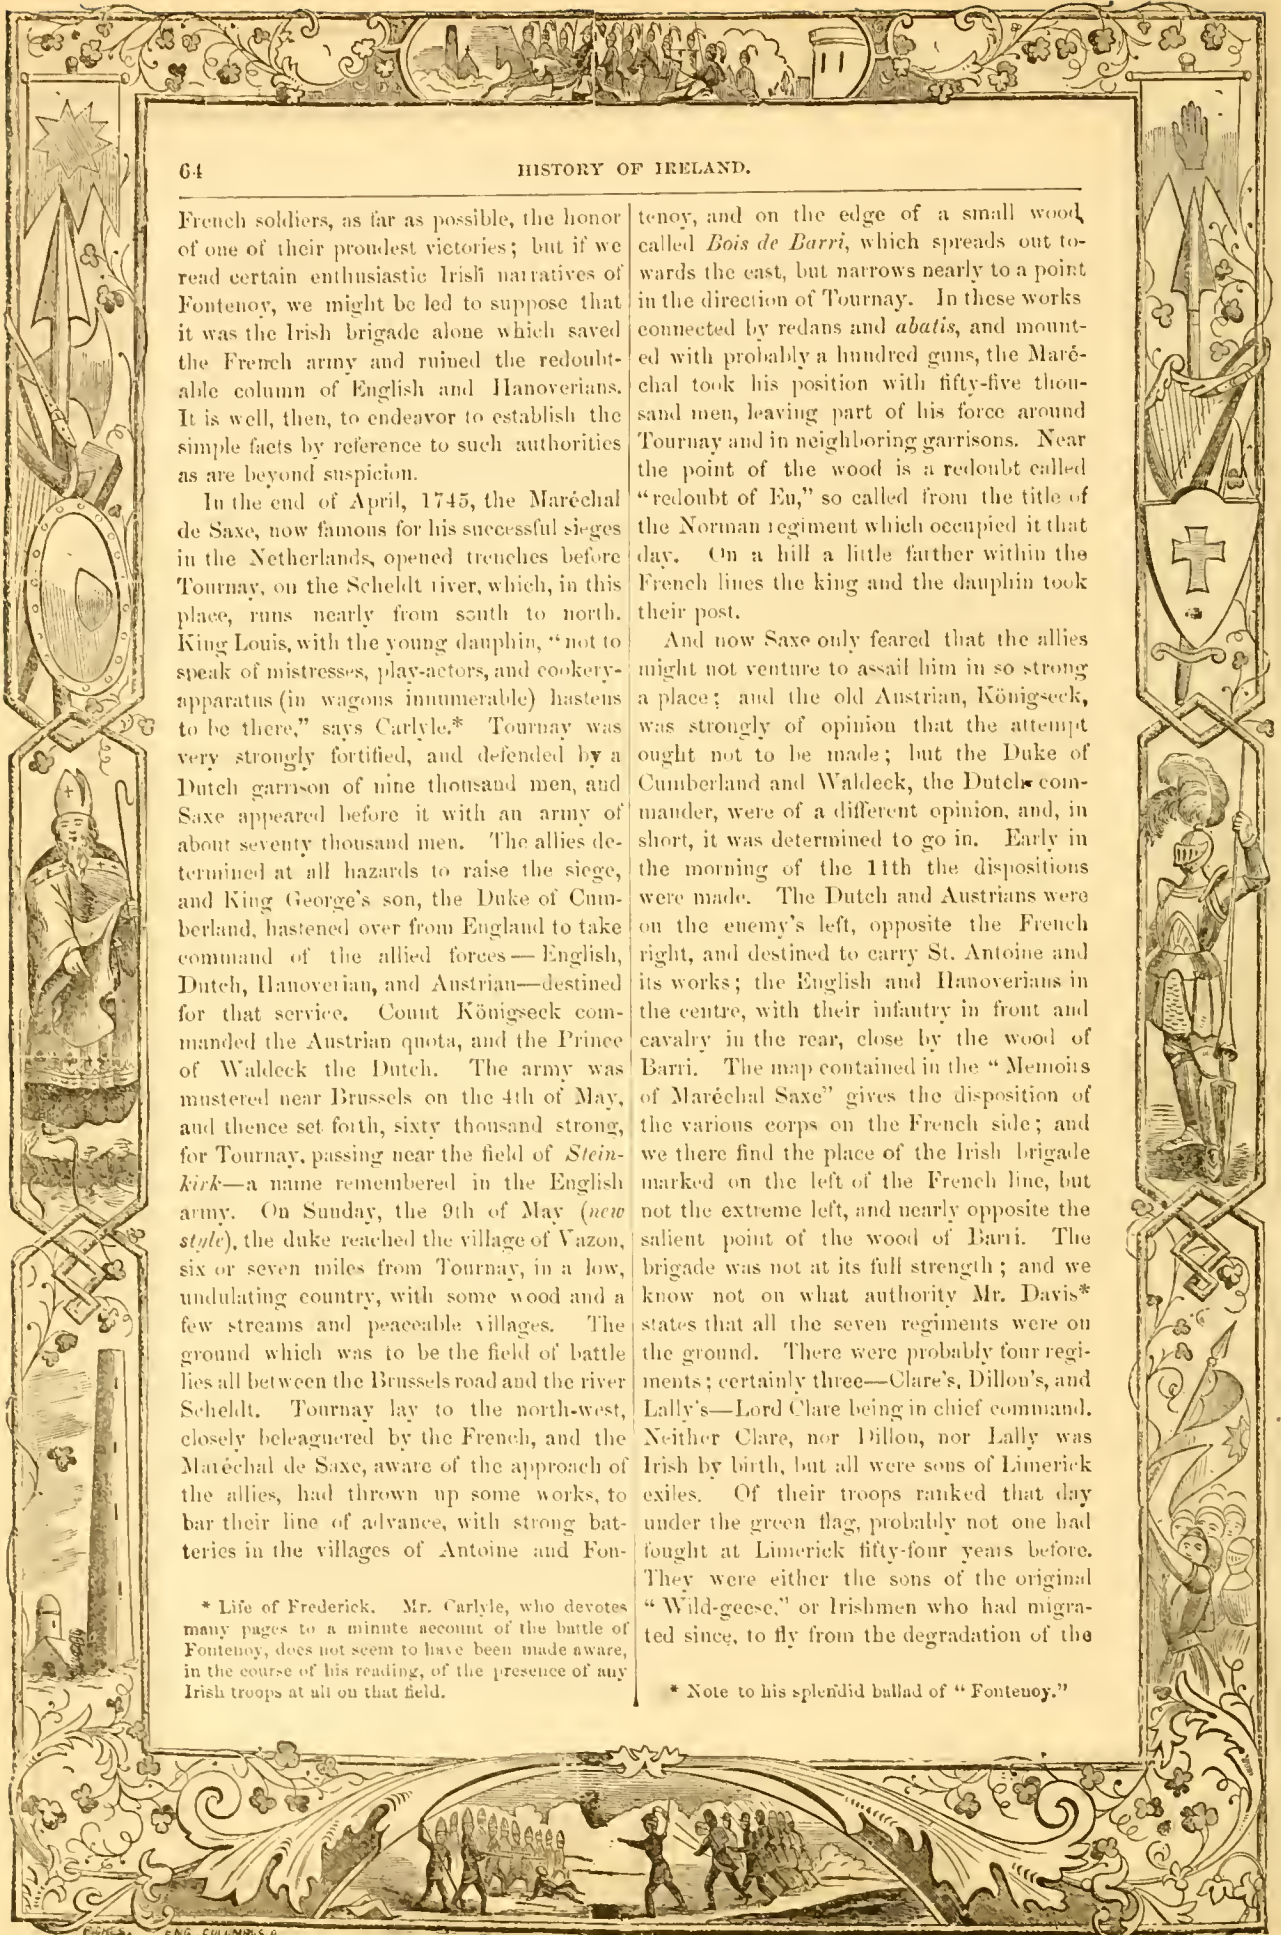 64
HISTORY OF IRELAND.
French soldiers, as far as possible, the honor
of one of their proudest victories; but if we
read certain enthusiastic Irish narratives of
Fontenoy, we might be led to suppose that
it was the Irish brigade alone which saved
the French army and ruined the redoubt-
able column of English and Hanoverians.
It is well, then, to endeavor to establish the
simple facts by reference to such authorities
as are beyond suspicion.
In the end of April, 1745, the Maréchal
de Saxe, now famous for his successful sieges
in the Netherlands, opened trenches before
Tournay, on the Scheldt river, which, in this
place, runs nearly from south to north.
King Louis, with the young dauphin, "not to
speak of mistresses, play-actors, and cookery-
apparatus (in wagons innumerable) hastens
to be there," says Carlyle.* Tournay was
very strongly fortified, and defended by a
Dutch garrison of nine thousand men, and
Saxe appeared before it with an army of
about seventy thousand men. The allies de-
termined at all hazards to raise the siege,
and King George's son, the Duke of Cum-
berland, hastened over from England to take
command of the allied forces—English,
Dutch, Hanoverian, and Austrian—destined
for that service. Count Königseck com-
manded the Austrian quota, and the Prince
of Waldeck the Dutch. The army was
mustered near Brussels on the 4th of May,
and thence set forth, sixty thousand strong,
for Tournay, passing near the field of Stein-
kirk—a name remembered in the English
army. On Sunday, the 9th of May (new
style), the duke reached the village of Vazon,
six or seven miles from Tournay, in a low,
undulating country, with some wood and a
few streams and peaceable villages. The
ground which was to be the field of battle
lies all between the Brussels road and the river
Scheldt. Tournay lay to the north-west,
closely beleaguered by the French, and the
Maréchal de Saxe, aware of the approach of
the allies, had thrown up some works, to
bar their line of advance, with strong bat-
teries in the villages of Antoine and Fon-
* Life of Frederick. Mr. Carlyle, who devotes
many pages to a minute account of the battle of
Fontenoy, does not seem to have been made aware,
in the course of his reading, of the presence of any
Irish troops at all on that field.
tenoy, and on the edge of a small wood,
called Bois de Barri, which spreads out to-
wards the east, but narrows nearly to a point
in the direction of Tournay. In these works
connected by redans and abatis, and mount-
ed with probably a hundred guns, the Maré-
chal took his position with fifty-five thou-
sand men, leaving part of his force around
Tournay and in neighboring garrisons. Near
the point of the wood is a redoubt called
"redoubt of Eu," so called from the title of
the Norman regiment which occupied it that
day. On a hill a little farther within the
French lines the king and the dauphin took
their post.
And now Saxe only feared that the allies
might not venture to assail him in so strong
a place; and the old Austrian, Königseck,
was strongly of opinion that the attempt
ought not to be made; but the Duke of
Cumberland and Waldeck, the Dutch com-
mander, were of a different opinion, and, in
short, it was determined to go in. Early in
the morning of the 11th the dispositions
were made. The Dutch and Austrians were
on the enemy's left, opposite the French
right, and destined to carry St. Antoine and
its works; the English and Hanoverians in
the centre, with their infantry in front and
cavalry in the rear, close by the wood of
Barri. The map contained in the "Memoirs
of Maréchal Saxe" gives the disposition of
the various corps on the French side; and
we there find the place of the Irish brigade
marked on the left of the French line, but
not the extreme left, and nearly opposite the
salient point of the wood of Barri. The
brigade was not at its full strength; and we
know not on what authority Mr. Davis*
states that all the seven regiments were on
the ground. There were probably four regi-
ments; certainly three—Clare's, Dillon's, and
Lally's—Lord Clare being in chief command.
Neither Clare, nor Dillon, nor Lally was
Irish by birth, but all were sons of Limerick
exiles. Of their troops ranked that day
under the green flag, probably not one had
fought at Limerick fifty-four years before.
They were either the sons of the original
"Wild-geese," or Irishmen who had migra-
ted since, to fly from the degradation of the
* Note to his splendid ballad of "Fontenoy."
ENG. COLUMBUS. O.